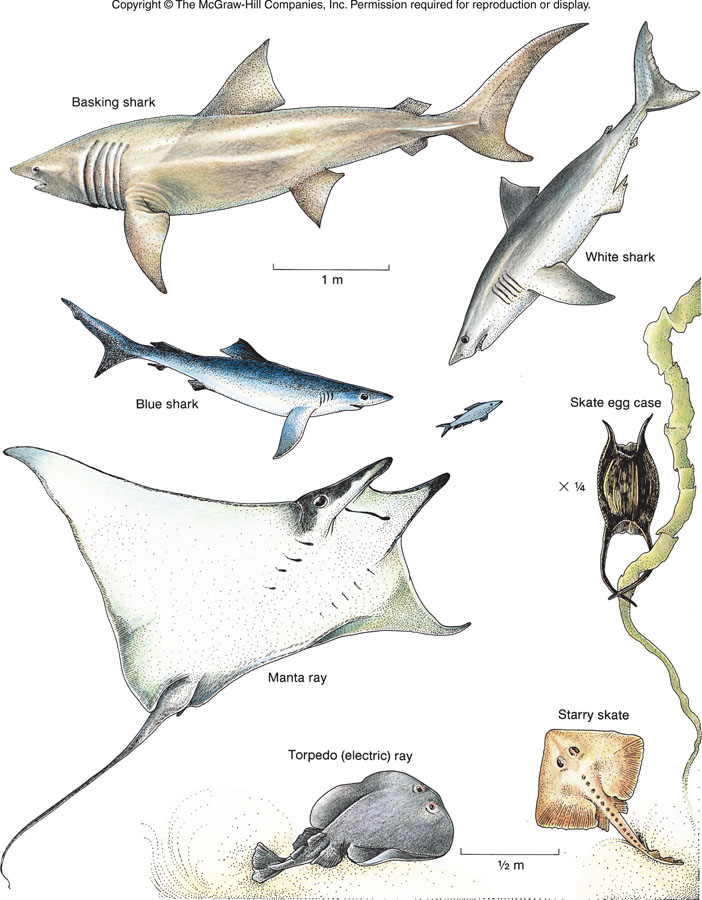 Copyright © The McGraw-Hill Companies, Inc. Permission required for reproduction or display.
Basking shark
White shark
1 m
Blue shark
Skate egg case
× ¼
Manta ray
Starry skate
Torpedo (electric) ray
½ m